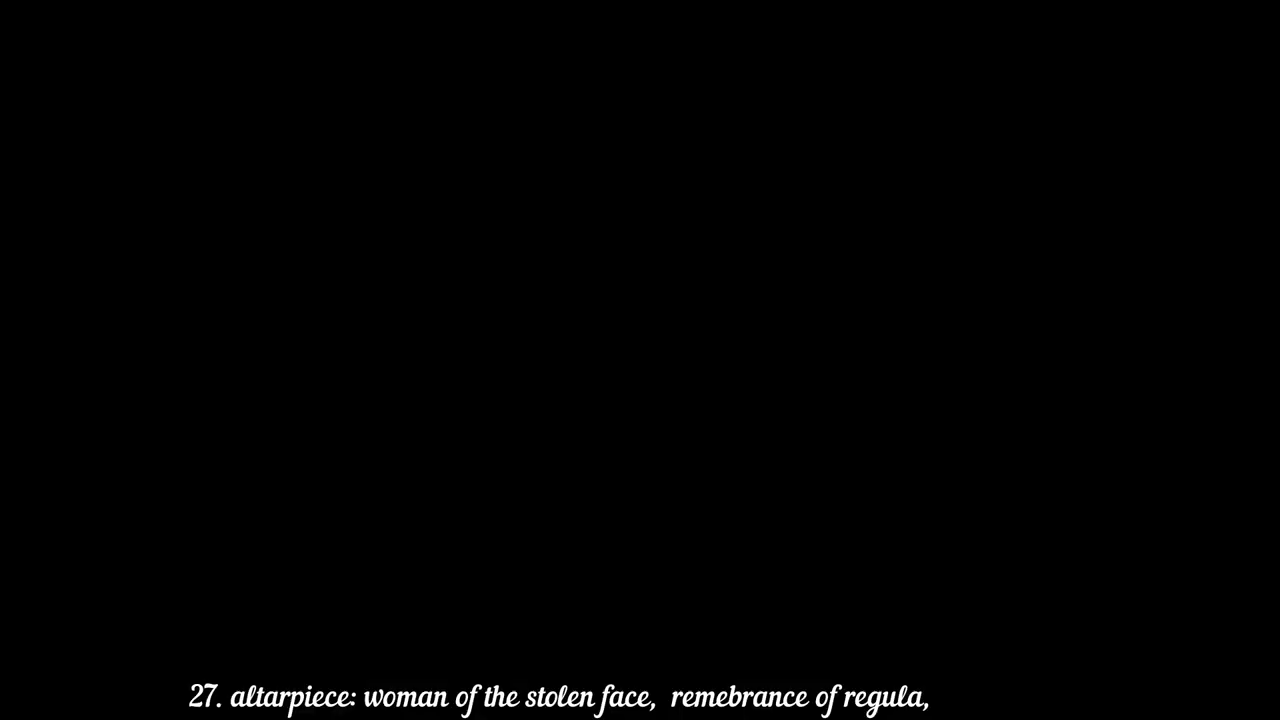 27. altarpiece: woman of the stolen face,  remebrance of regula,